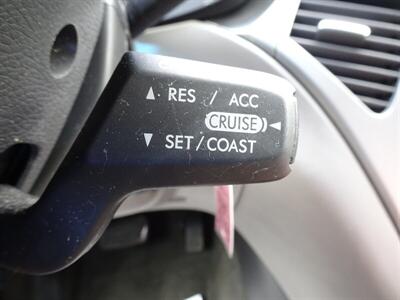 ▲ RES / ACC
CRUISE ◄
▼ SET / COAST